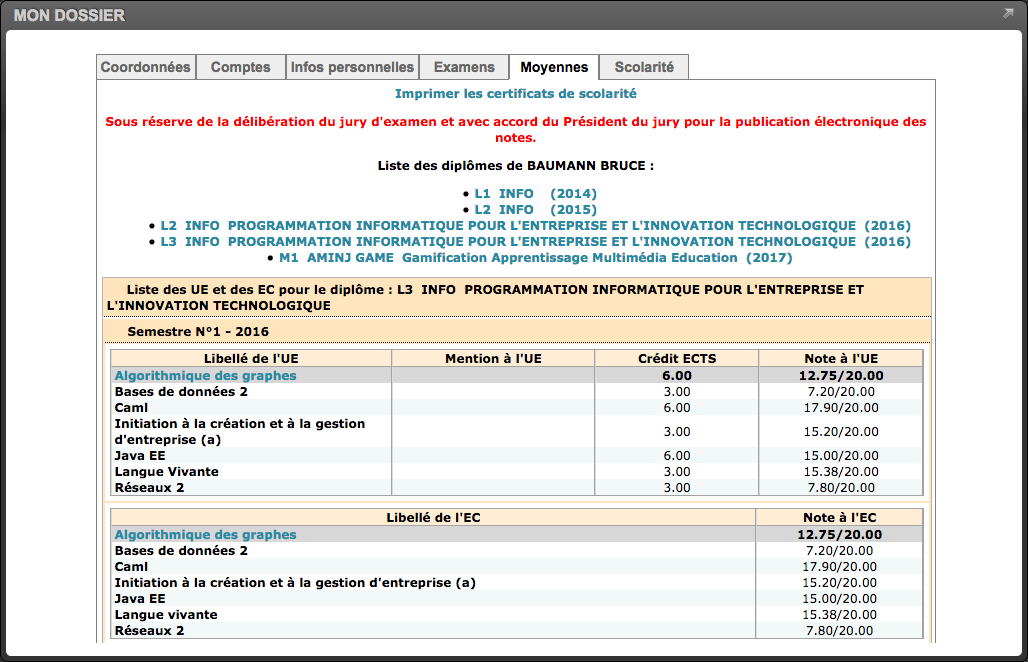 MON DOSSIER
Coordonnées Comptes Infos personnelles Examens Moyennes Scolarité
Imprimer les certificats de scolarité
Sous réserve de la délibération du jury d'examen et avec accord du Président du jury pour la publication électronique des
notes.
Liste des diplômes de BAUMANN BRUCE :
• L1 INFO (2014)
• L2 INFO (2015)
• L2 INFO PROGRAMMATION INFORMATIQUE POUR L'ENTREPRISE ET L'INNOVATION TECHNOLOGIQUE (2016)
• L3 INFO PROGRAMMATION INFORMATIQUE POUR L'ENTREPRISE ET L'INNOVATION TECHNOLOGIQUE (2016)
• M1 AMINJ GAME Gamification Apprentissage Multimédia Education (2017)
Liste des UE et des EC pour le diplôme : L3 INFO PROGRAMMATION INFORMATIQUE POUR L'ENTREPRISE ET
L'INNOVATION TECHNOLOGIQUE
Semestre N°1 - 2016
Libellé de l'UE Mention à l'UE Crédit ECTS Note à l'UE
Algorithmique des graphes 6.00 12.75/20.00
Bases de données 2 3.00 7.20/20.00
Caml 6.00 17.90/20.00
Initiation à la création et à la gestion
d'entreprise (a) 3.00 15.20/20.00
Java EE 6.00 15.00/20.00
Langue Vivante 3.00 15.38/20.00
Réseaux 2 3.00 7.80/20.00
Libellé de l'EC Note à l'EC
Algorithmique des graphes 12.75/20.00
Bases de données 2 7.20/20.00
Caml 17.90/20.00
Initiation à la création et à la gestion d'entreprise (a) 15.20/20.00
Java EE 15.00/20.00
Langue vivante 15.38/20.00
Réseaux 2 7.80/20.00